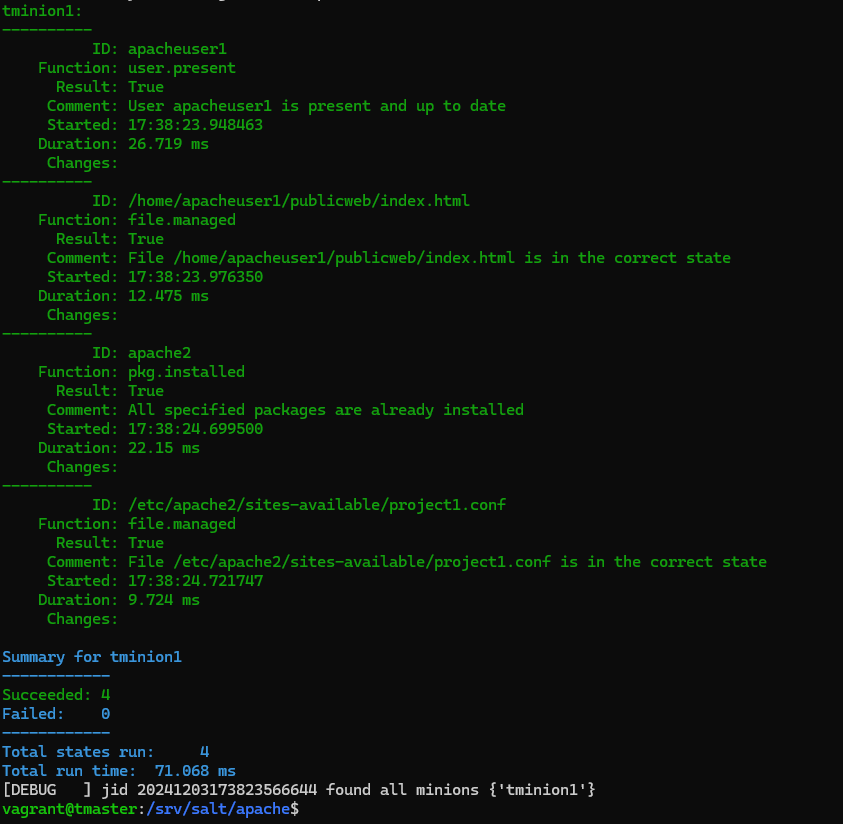 tminion1:
----------
          ID: apacheuser1
    Function: user.present
      Result: True
     Comment: User apacheuser1 is present and up to date
     Started: 17:38:23.948463
    Duration: 26.719 ms
     Changes:
----------
          ID: /home/apacheuser1/publicweb/index.html
    Function: file.managed
      Result: True
     Comment: File /home/apacheuser1/publicweb/index.html is in the correct state
     Started: 17:38:23.976350
    Duration: 12.475 ms
     Changes:
----------
          ID: apache2
    Function: pkg.installed
      Result: True
     Comment: All specified packages are already installed
     Started: 17:38:24.699500
    Duration: 22.15 ms
     Changes:
----------
          ID: /etc/apache2/sites-available/project1.conf
    Function: file.managed
      Result: True
     Comment: File /etc/apache2/sites-available/project1.conf is in the correct state
     Started: 17:38:24.721747
    Duration: 9.724 ms
     Changes:

Summary for tminion1
------------
Succeeded: 4
Failed:    0
------------
Total states run:     4
Total run time:  71.068 ms
[DEBUG   ] jid 20241203173823566644 found all minions {'tminion1'}
vagrant@tmaster:/srv/salt/apache$